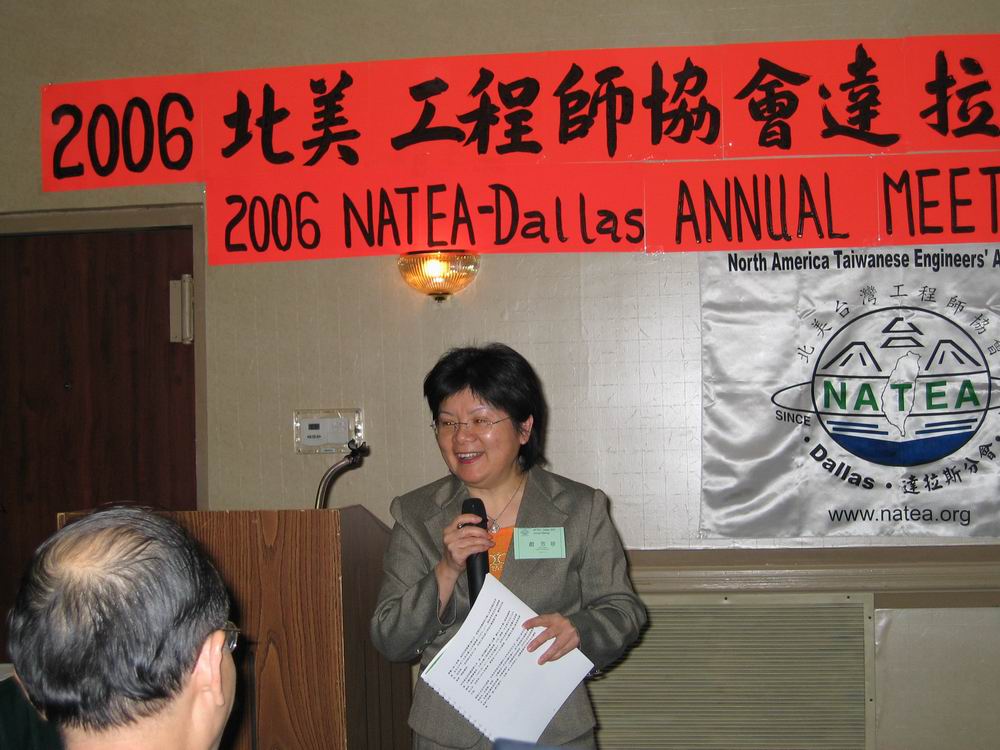 2006 北美工程師協會達拉
2006 NATEA-Dallas ANNUAL MEET
North America Taiwanese Engineers' A
北美台灣工程師協會
NATEA
SINCE
Dallas · 達拉斯分會
www.natea.org